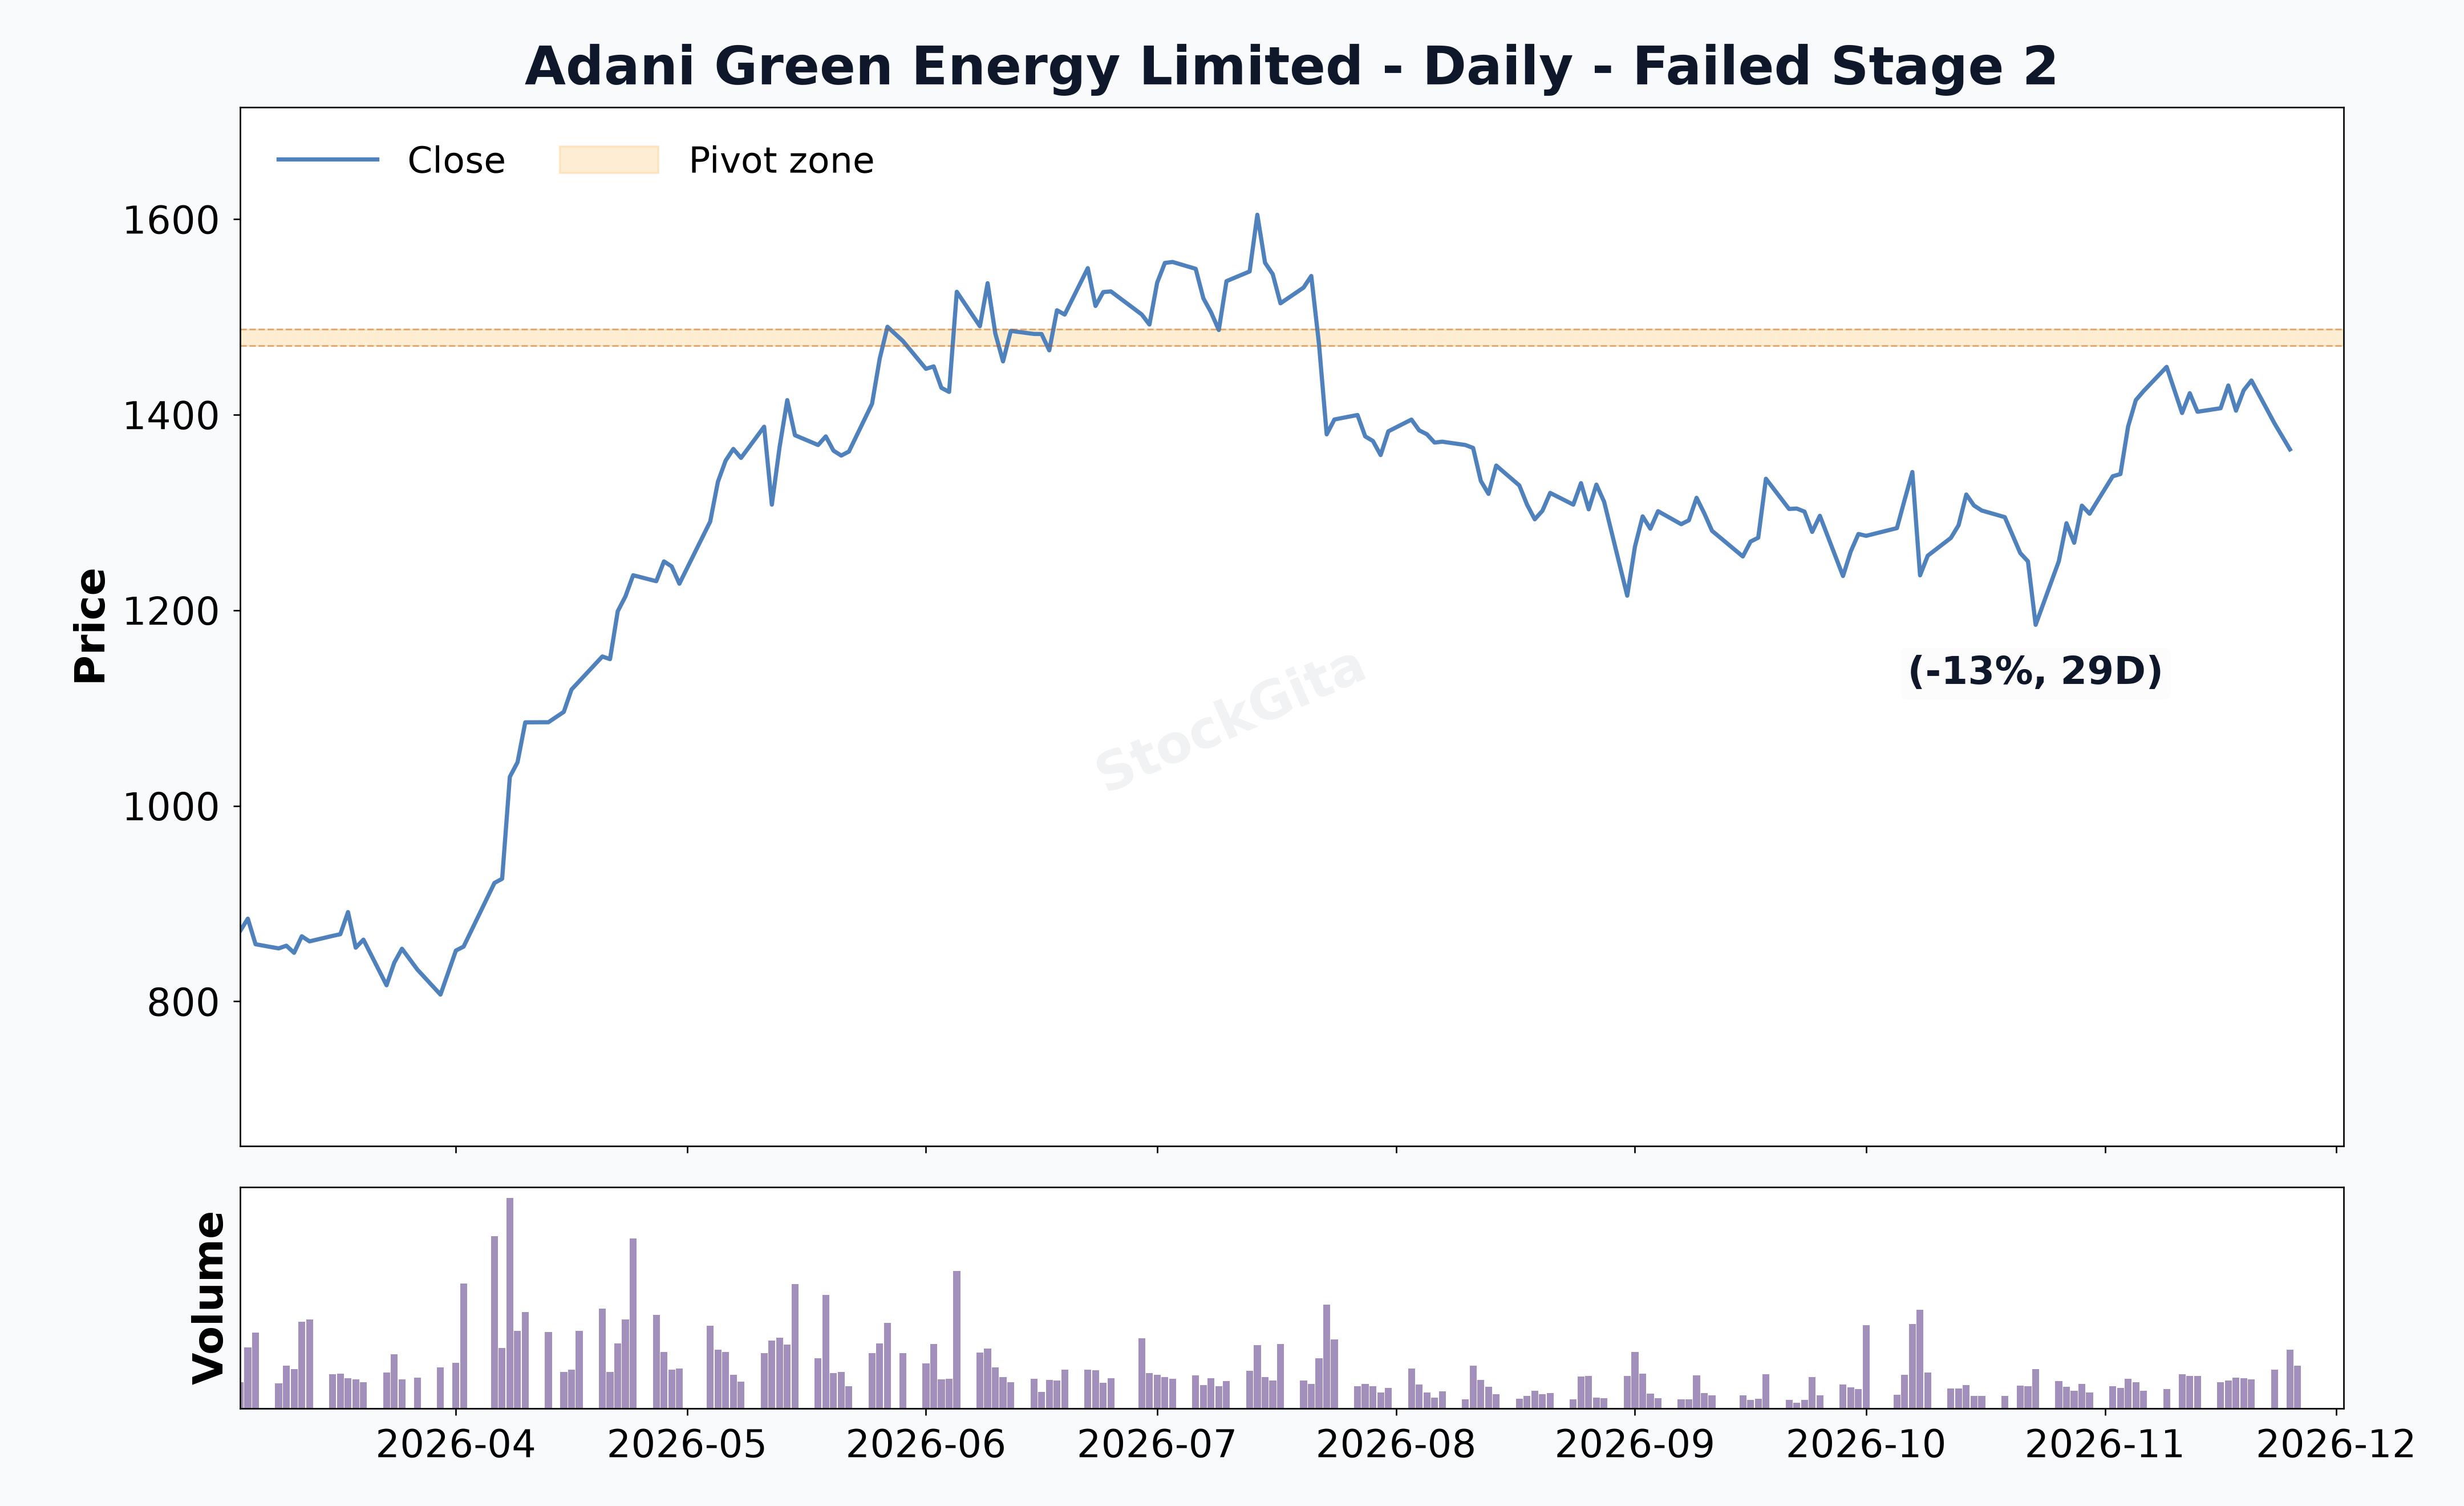 Adani Green Energy Limited - Daily - Failed Stage 2
Close
Pivot zone
1600
1400
1200
1000
800
Price
StockGita
(-13%, 29D)
Volume
2026-04
2026-05
2026-06
2026-07
2026-08
2026-09
2026-10
2026-11
2026-12